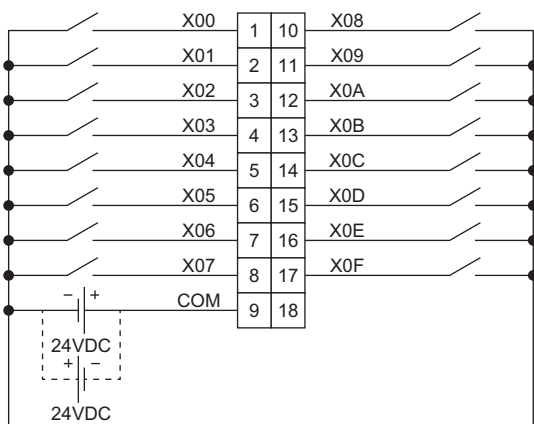 X00 1 10 X08
X01 2 11 X09
X02 3 12 X0A
X03 4 13 X0B
X04 5 14 X0C
X05 6 15 X0D
X06 7 16 X0E
X07 8 17 X0F
COM 9 18
− +
24VDC
+ −
24VDC